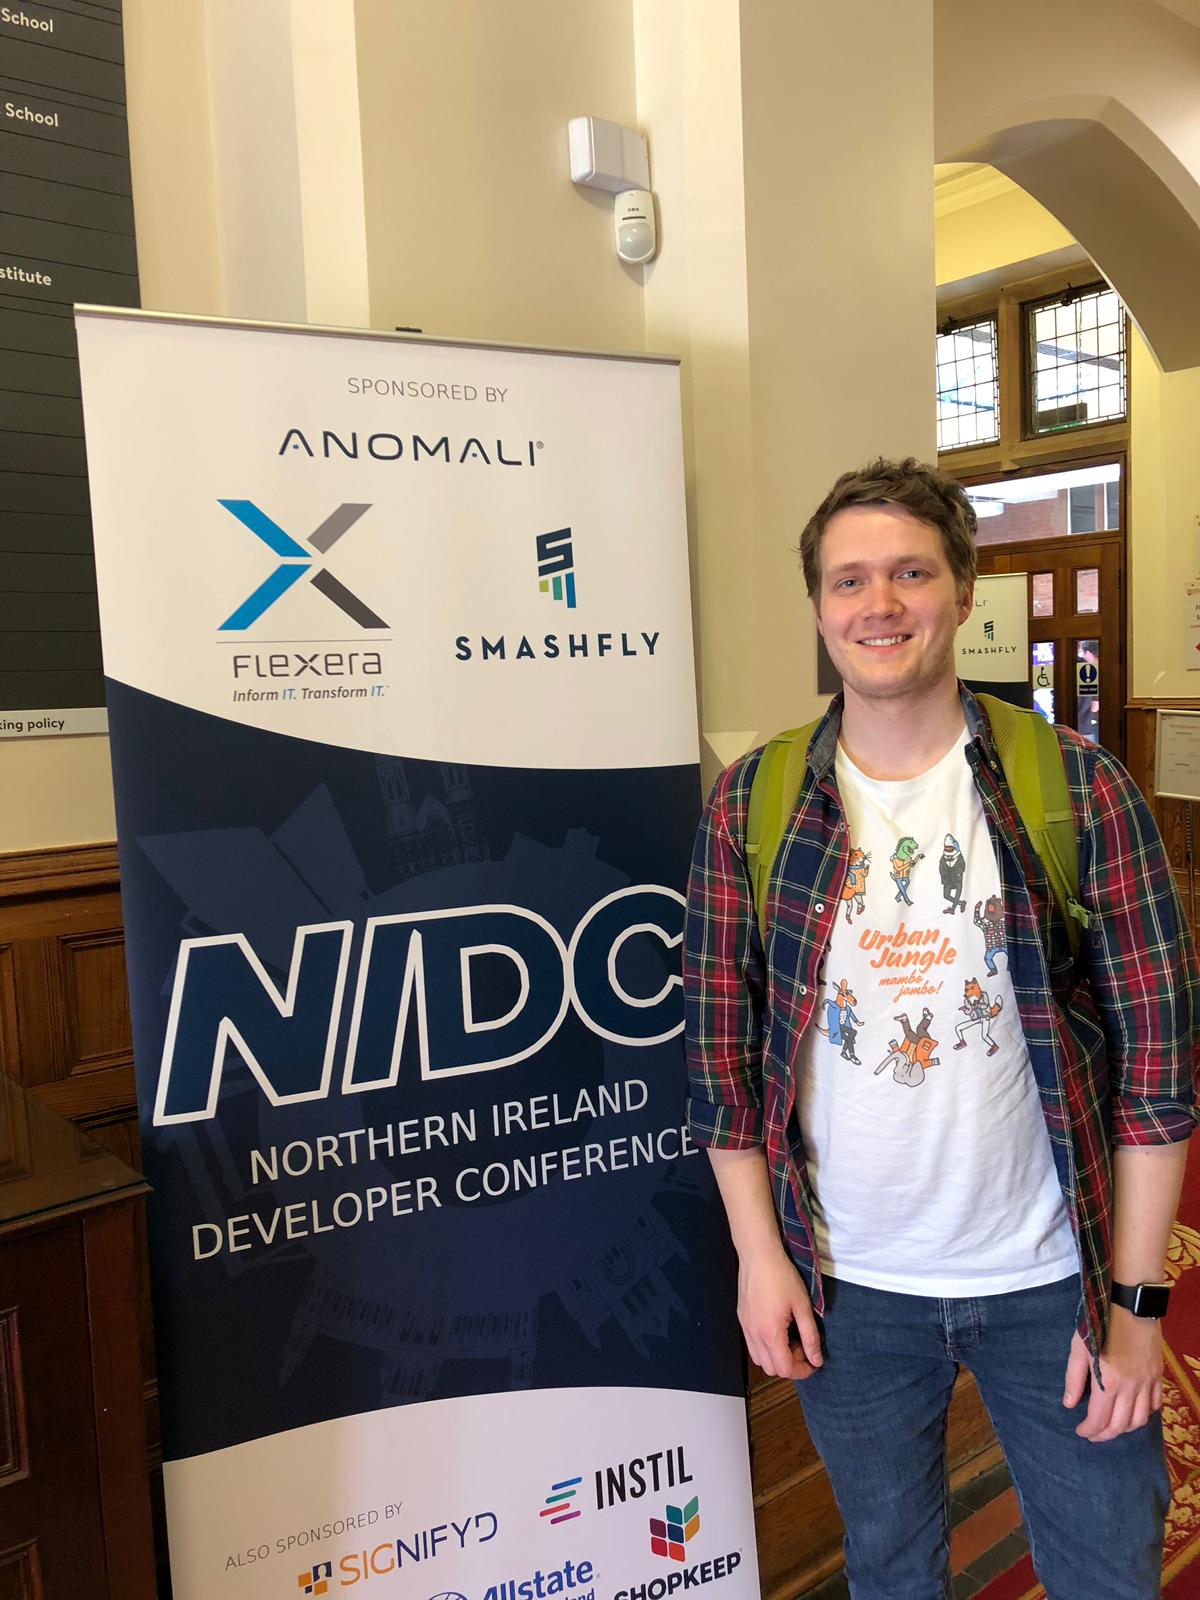 School
School
stitute
king policy
SPONSORED BY
ANOMALI®
FLEXERA
Inform IT. Transform IT.
SMASHFLY
SMASHFLY
NIDC
NORTHERN IRELAND
DEVELOPER CONFERENCE
Urban
Jungle
mambo
jambo!
ALSO SPONSORED BY
INSTIL
SIGNIFYD
Allstate
SHOPKEEP